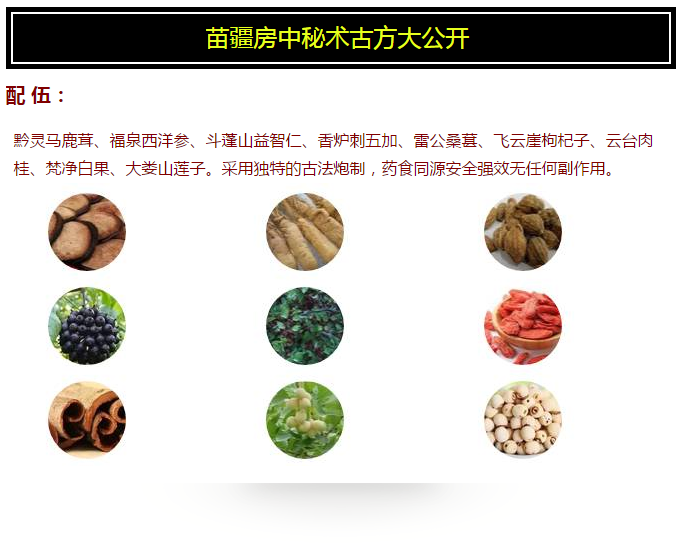 苗疆房中秘术古方大公开
配 伍：
黔灵马鹿茸、福泉西洋参、斗蓬山益智仁、香炉刺五加、雷公桑葚、飞云崖枸杞子、云台肉
桂、梵净白果、大娄山莲子。采用独特的古法炮制，药食同源安全强效无任何副作用。